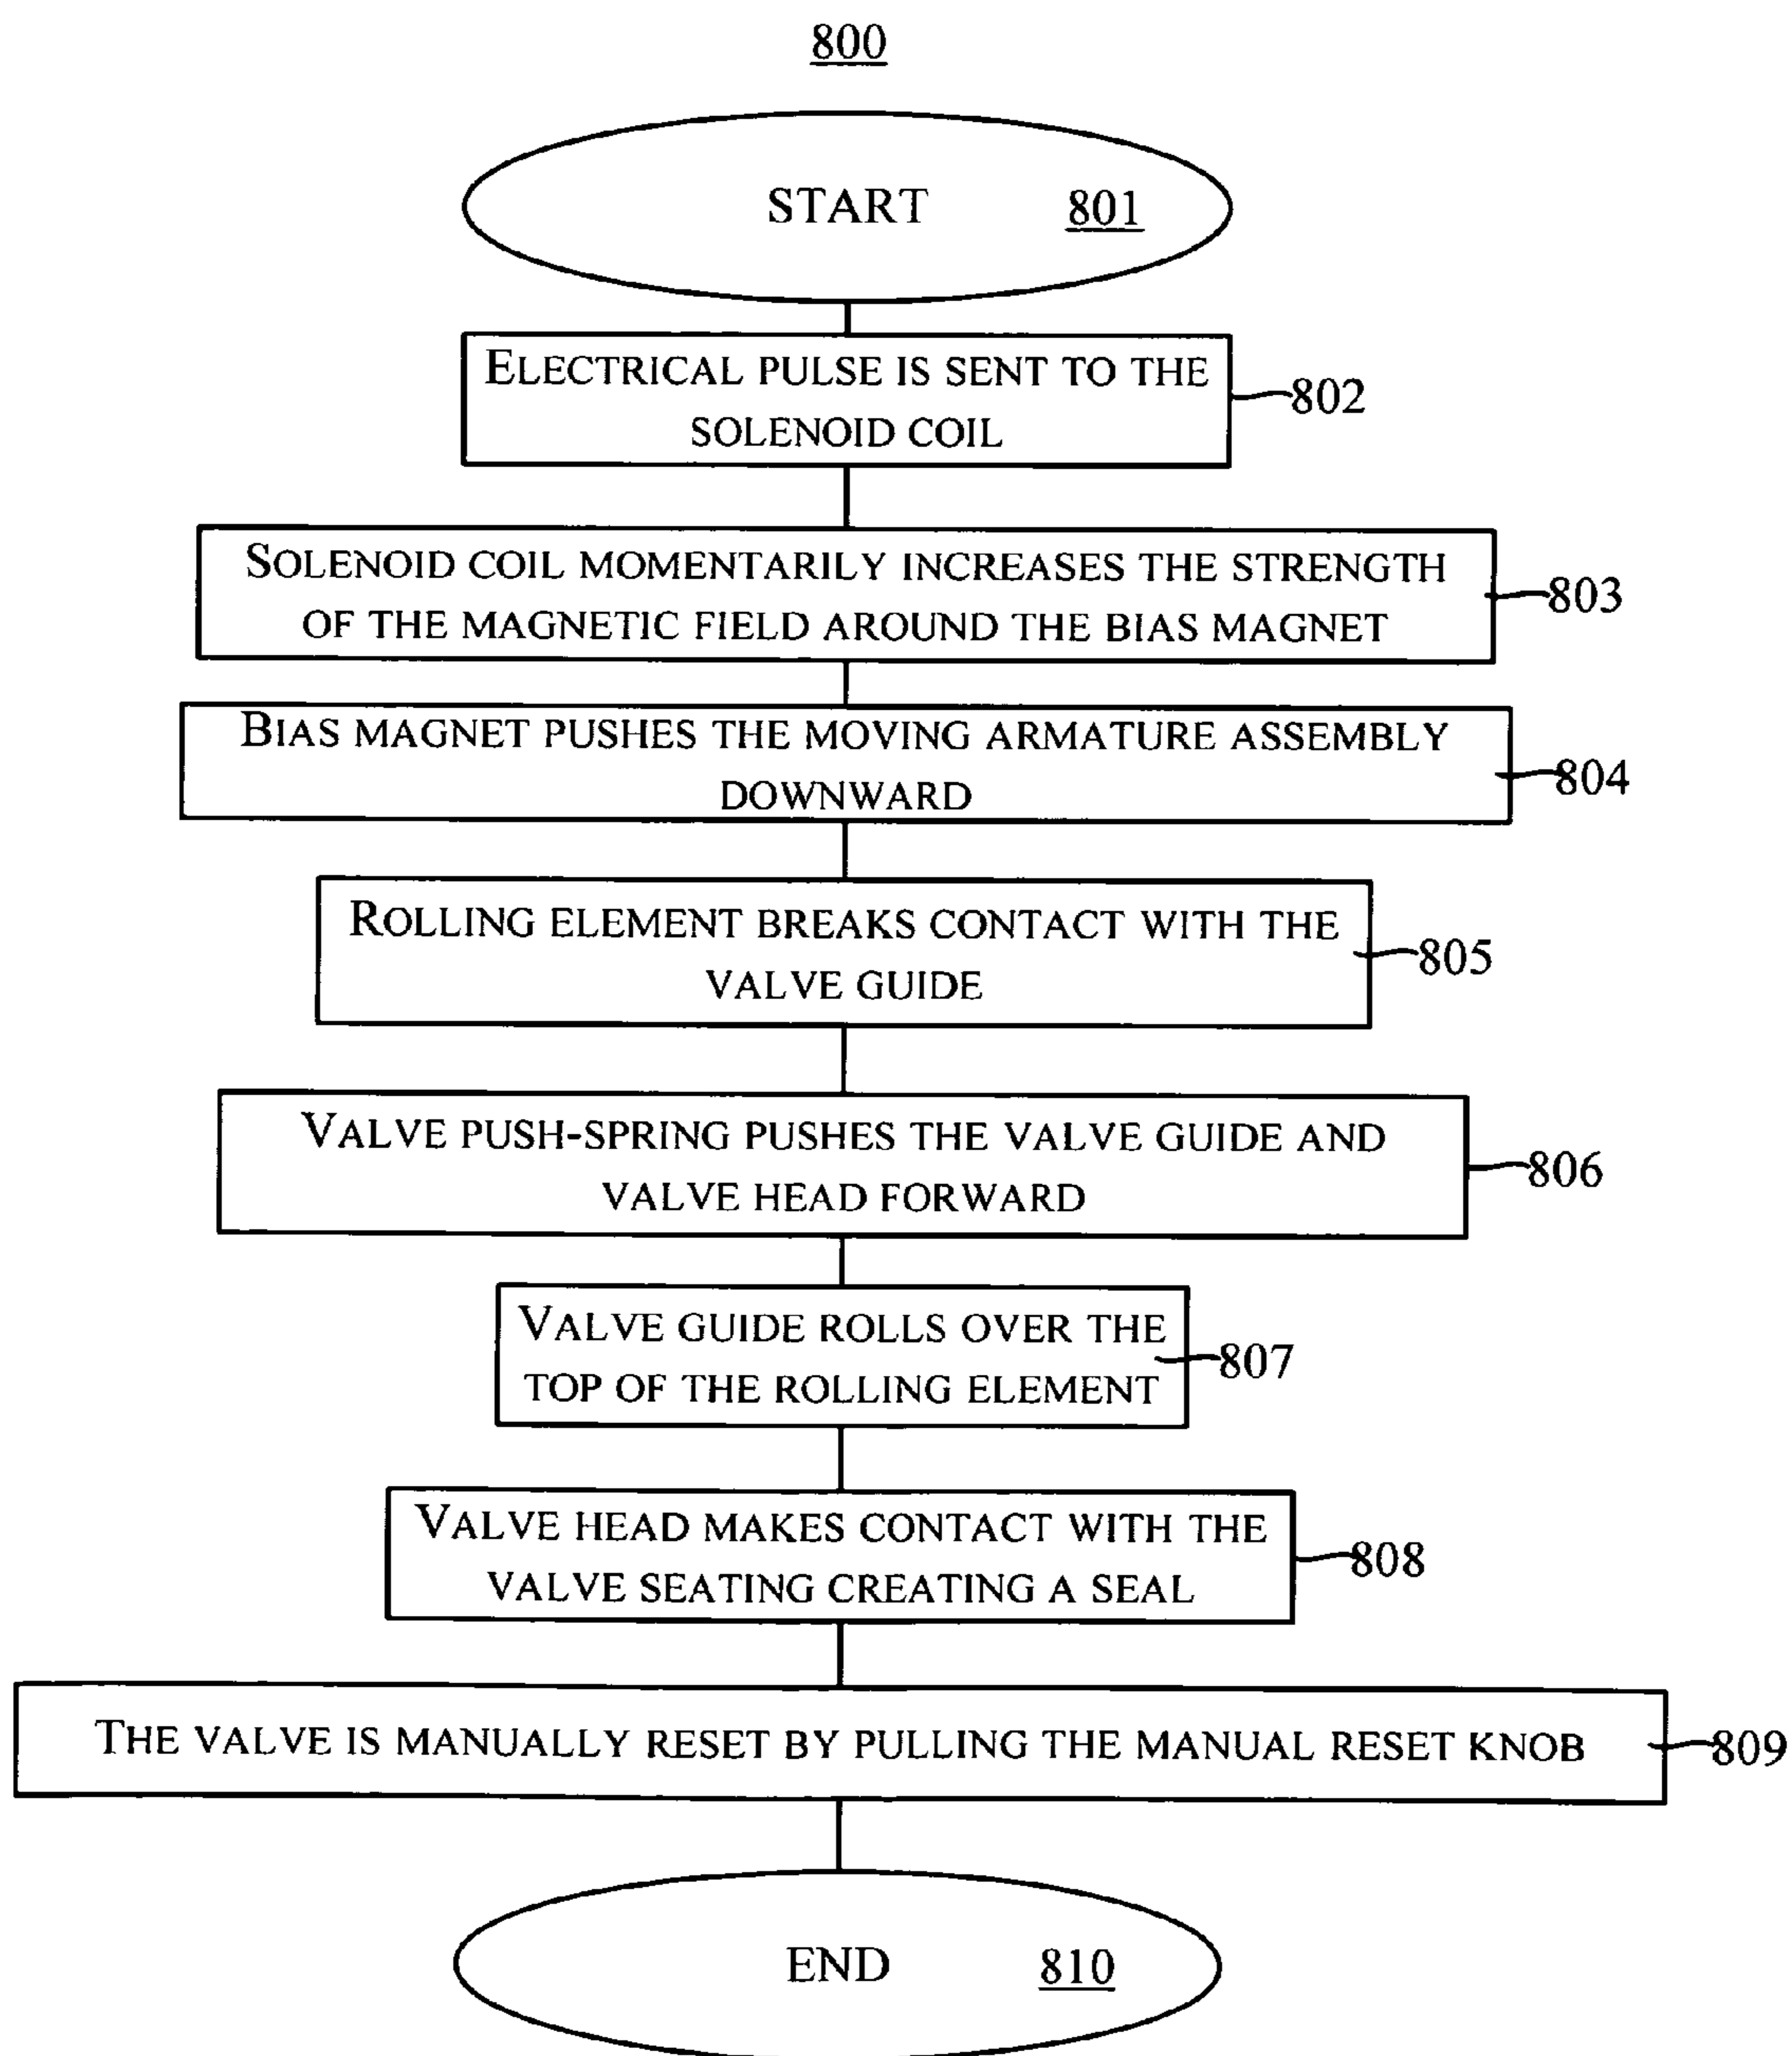 800
START 801
ELECTRICAL PULSE IS SENT TO THE
SOLENOID COIL
802
SOLENOID COIL MOMENTARILY INCREASES THE STRENGTH
OF THE MAGNETIC FIELD AROUND THE BIAS MAGNET
803
BIAS MAGNET PUSHES THE MOVING ARMATURE ASSEMBLY
DOWNWARD
804
ROLLING ELEMENT BREAKS CONTACT WITH THE
VALVE GUIDE
805
VALVE PUSH-SPRING PUSHES THE VALVE GUIDE AND
VALVE HEAD FORWARD
806
VALVE GUIDE ROLLS OVER THE
TOP OF THE ROLLING ELEMENT
807
VALVE HEAD MAKES CONTACT WITH THE
VALVE SEATING CREATING A SEAL
808
THE VALVE IS MANUALLY RESET BY PULLING THE MANUAL RESET KNOB
809
END 810